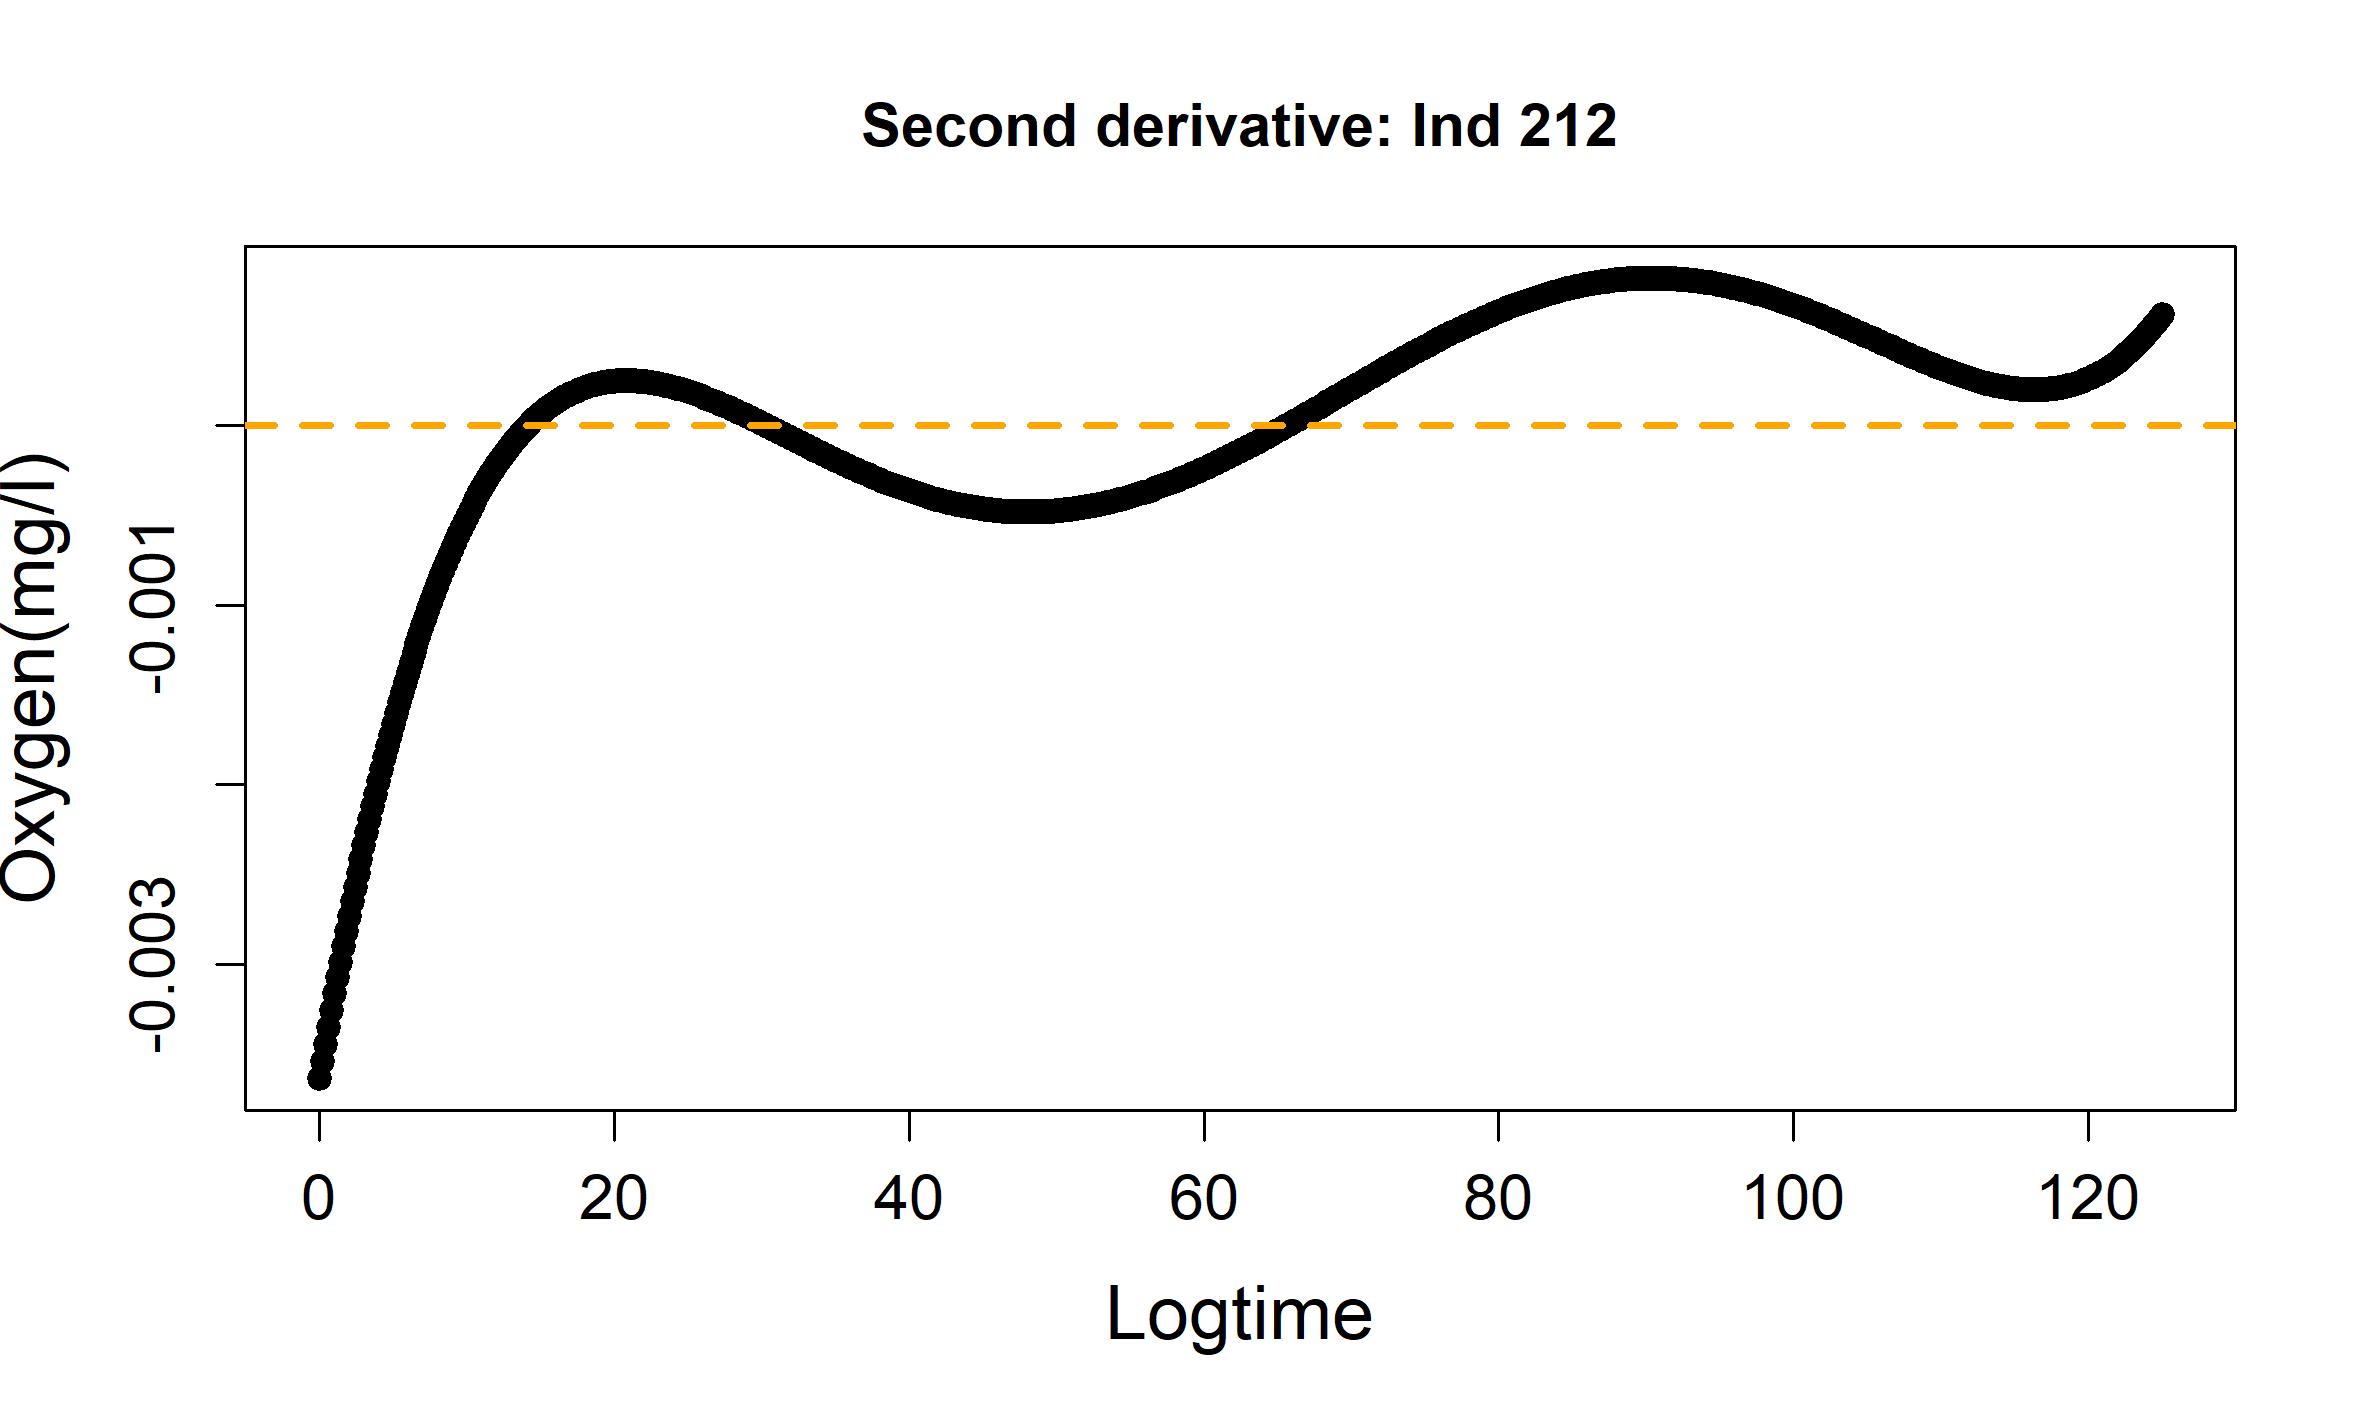 Second derivative: Ind 212
Oxygen(mg/l)
-0.001
-0.003
0 20 40 60 80 100 120
Logtime